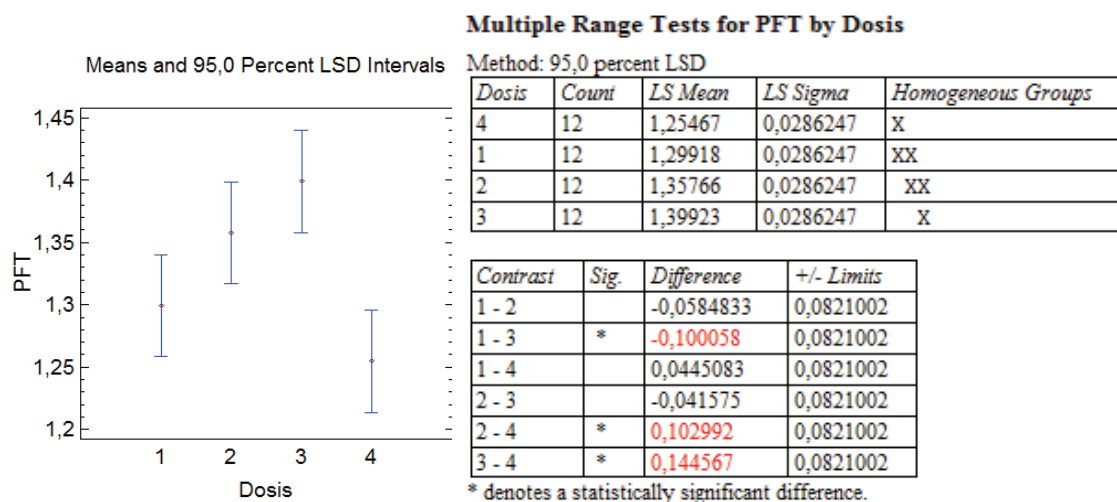 Means and 95,0 Percent LSD Intervals
1,45
1,4
1,35
1,3
1,25
1,2
PFT
1 2 3 4
Dosis
Multiple Range Tests for PFT by Dosis
Method: 95,0 percent LSD
Dosis Count LS Mean LS Sigma Homogeneous Groups
4 12 1,25467 0,0286247 X
1 12 1,29918 0,0286247 XX
2 12 1,35766 0,0286247 XX
3 12 1,39923 0,0286247 X
Contrast Sig. Difference +/- Limits
1 - 2 -0,0584833 0,0821002
1 - 3 * -0,100058 0,0821002
1 - 4 0,0445083 0,0821002
2 - 3 -0,041575 0,0821002
2 - 4 * 0,102992 0,0821002
3 - 4 * 0,144567 0,0821002
* denotes a statistically significant difference.